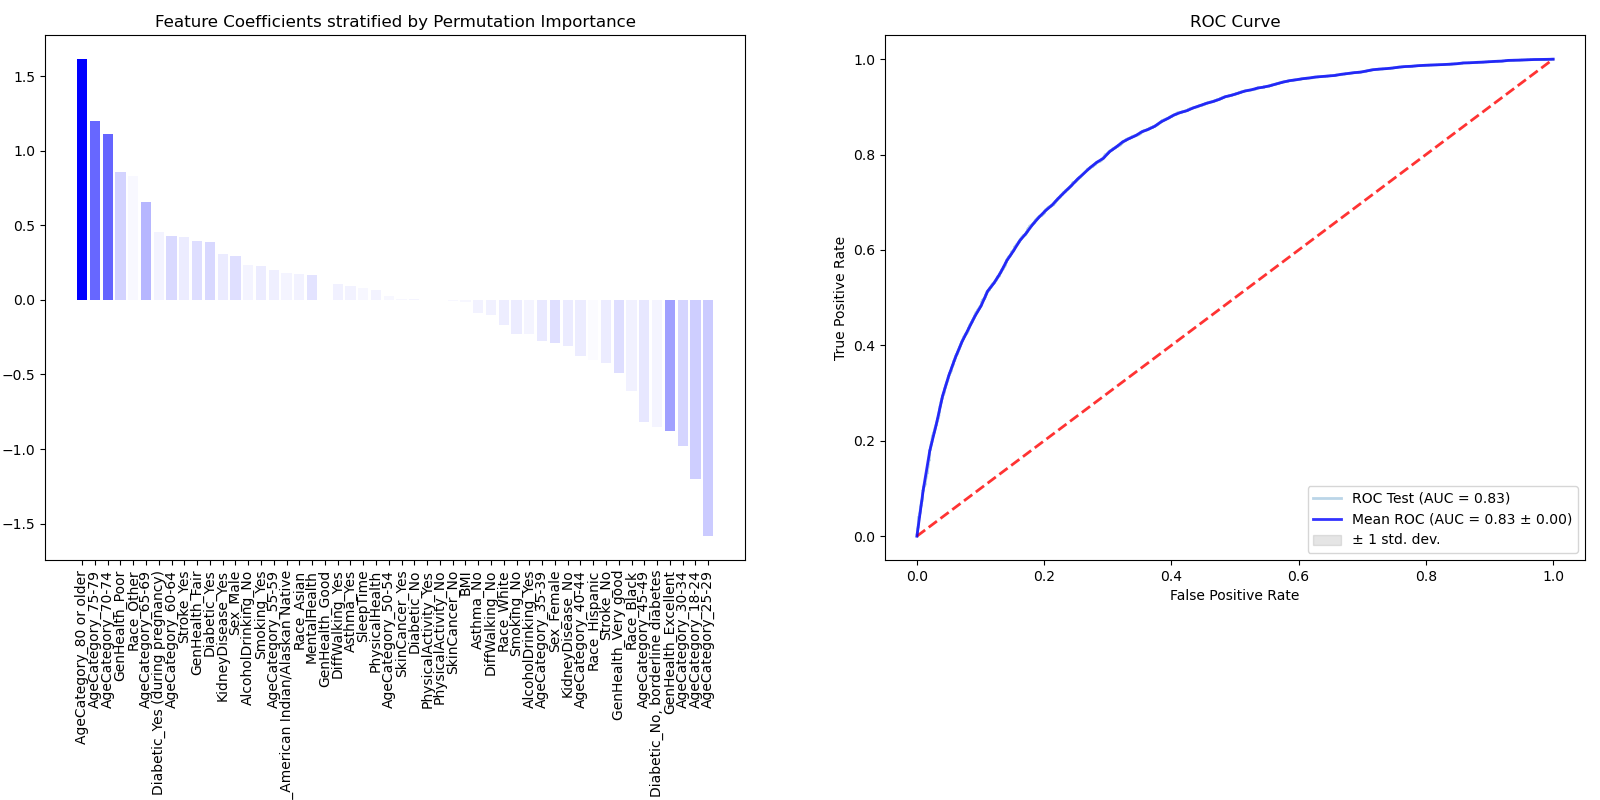 Feature Coefficients stratified by Permutation Importance
1.5
1.0
0.5
0.0
−0.5
−1.0
−1.5
AgeCategory_80 or older
AgeCategory_75-79
AgeCategory_70-74
GenHealth_Poor
Race_Other
AgeCategory_65-69
Diabetic_Yes (during pregnancy)
AgeCategory_60-64
Stroke_Yes
GenHealth_Fair
Diabetic_Yes
KidneyDisease_Yes
Sex_Male
AlcoholDrinking_No
Smoking_Yes
AgeCategory_55-59
_American Indian/Alaskan Native
Race_Asian
MentalHealth
GenHealth_Good
DiffWalking_Yes
Asthma_Yes
SleepTime
PhysicalHealth
AgeCategory_50-54
SkinCancer_Yes
Diabetic_No
PhysicalActivity_Yes
PhysicalActivity_No
SkinCancer_No
BMI
Asthma_No
DiffWalking_No
Race_White
Smoking_No
AlcoholDrinking_Yes
AgeCategory_35-39
Sex_Female
KidneyDisease_No
AgeCategory_40-44
Race_Hispanic
Stroke_No
GenHealth_Very good
Race_Black
AgeCategory_45-49
Diabetic_No, borderline diabetes
GenHealth_Excellent
AgeCategory_30-34
AgeCategory_18-24
AgeCategory_25-29
ROC Curve
True Positive Rate
1.0
0.8
0.6
0.4
0.2
0.0
0.0 0.2 0.4 0.6 0.8 1.0
False Positive Rate
ROC Test (AUC = 0.83)
Mean ROC (AUC = 0.83 ± 0.00)
± 1 std. dev.